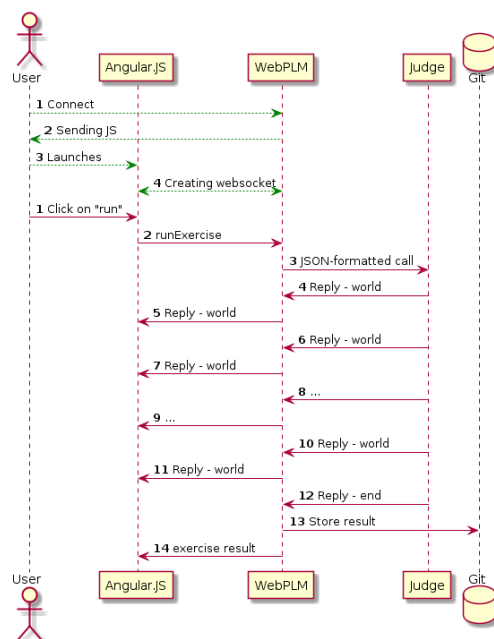 User
Angular.JS
WebPLM
Judge
Git
1 Connect
2 Sending JS
3 Launches
4 Creating websocket
1 Click on "run"
2 runExercise
3 JSON-formatted call
4 Reply - world
5 Reply - world
6 Reply - world
7 Reply - world
8 ...
9 ...
10 Reply - world
11 Reply - world
12 Reply - end
13 Store result
14 exercise result
User
Angular.JS
WebPLM
Judge
Git